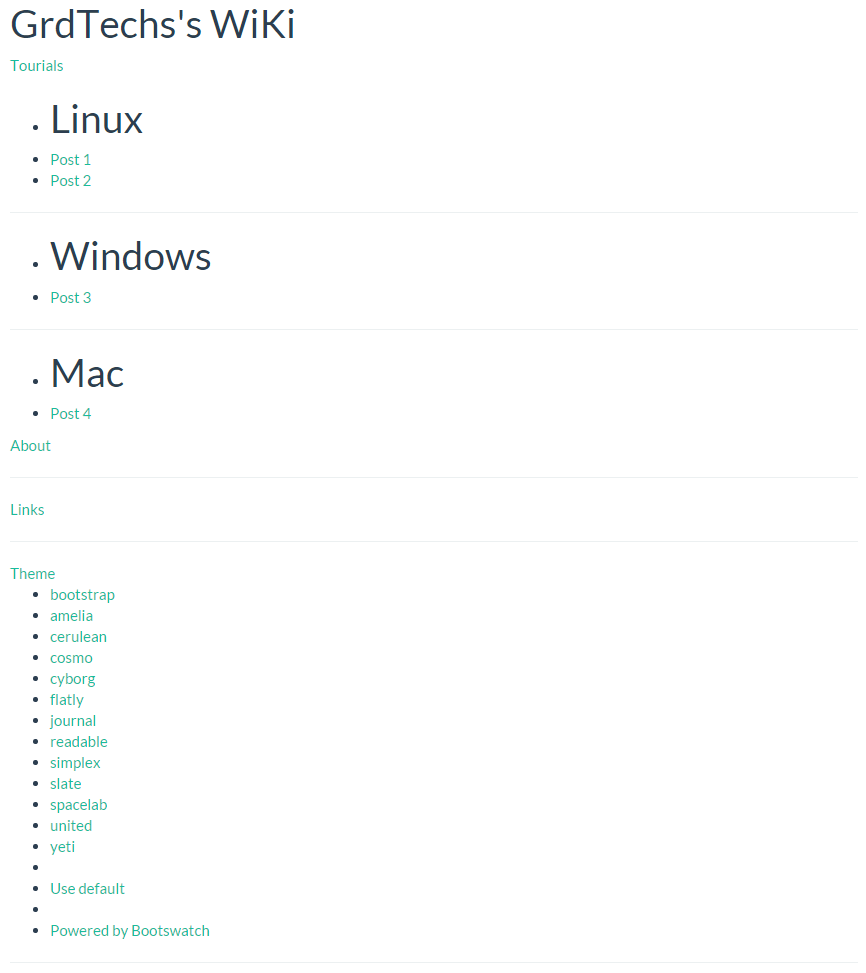 GrdTechs's WiKi
Tourials
Linux
Post 1
Post 2
Windows
Post 3
Mac
Post 4
About
Links
Theme
bootstrap
amelia
cerulean
cosmo
cyborg
flatly
journal
readable
simplex
slate
spacelab
united
yeti
Use default
Powered by Bootswatch